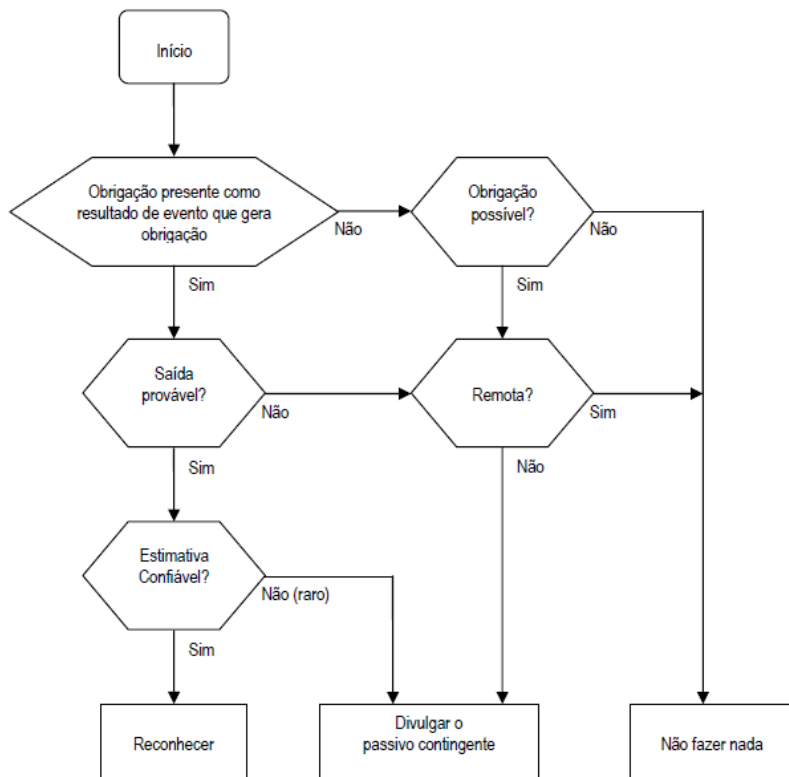 Início
Obrigação presente como
resultado de evento que gera
obrigação
Não
Obrigação
possível?
Não
Sim
Sim
Saída
provável?
Não
Remota?
Sim
Sim
Não
Estimativa
Confiável?
Não (raro)
Sim
Reconhecer
Divulgar o
passivo contingente
Não fazer nada